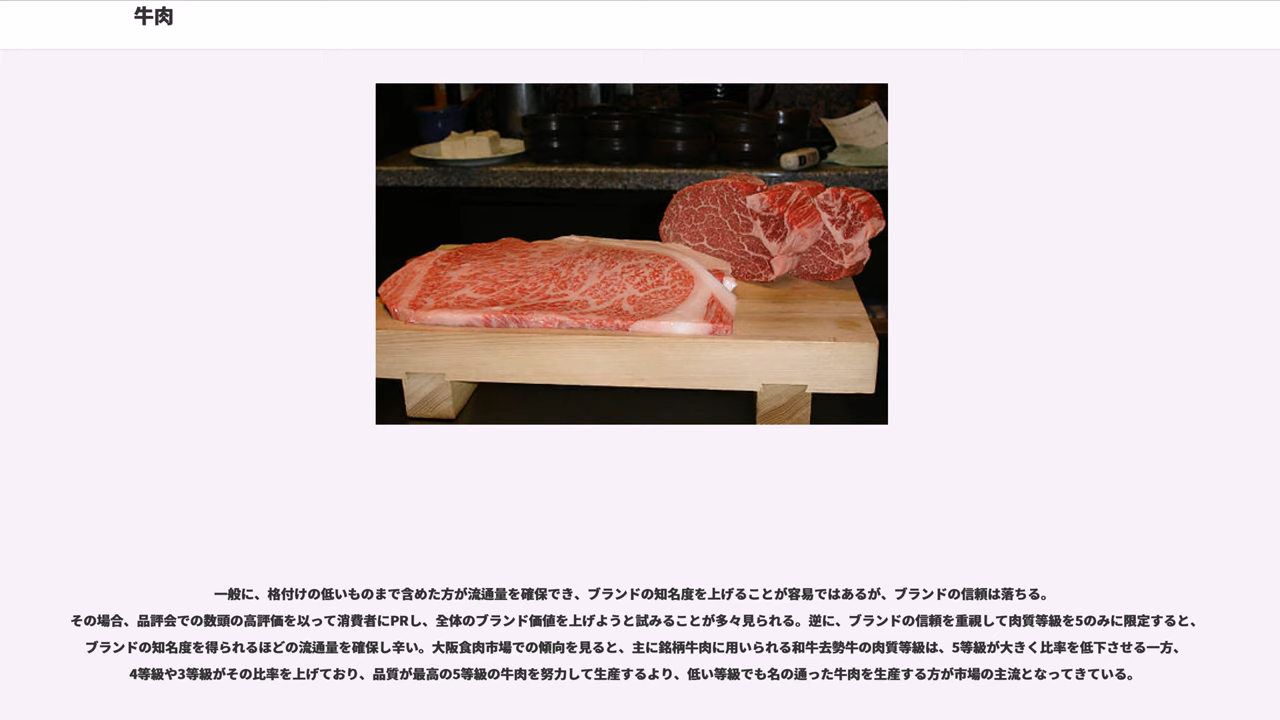 牛肉
一般に、格付けの低いものまで含めた方が流通量を確保でき、ブランドの知名度を上げることが容易ではあるが、ブランドの信頼は落ちる。
その場合、品評会での数頭の高評価を以って消費者にPRし、全体のブランド価値を上げようと試みることが多々見られる。逆に、ブランドの信頼を重視して肉質等級を5のみに限定すると、
ブランドの知名度を得られるほどの流通量を確保し辛い。大阪食肉市場での傾向を見ると、主に銘柄牛肉に用いられる和牛去勢牛の肉質等級は、5等級が大きく比率を低下させる一方、
4等級や3等級がその比率を上げており、品質が最高の5等級の牛肉を努力して生産するより、低い等級でも名の通った牛肉を生産する方が市場の主流となってきている。